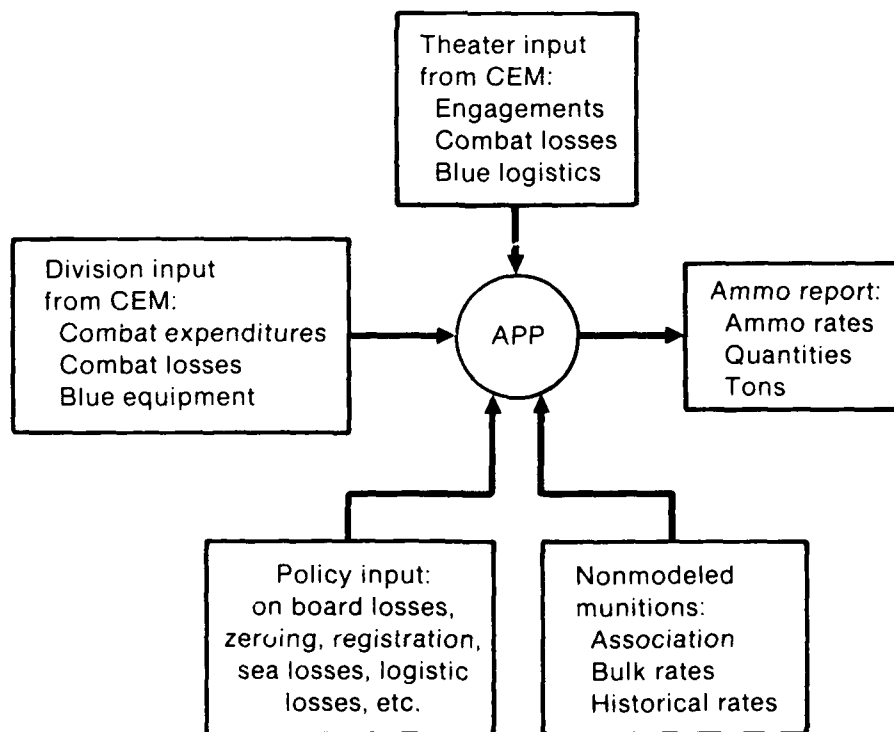 Theater input
from CEM:
Engagements
Combat losses
Blue logistics
Division input
from CEM:
Combat expenditures
Combat losses
Blue equipment
APP
Ammo report:
Ammo rates
Quantities
Tons
Policy input:
on board losses,
zeroing, registration,
sea losses, logistic
losses, etc.
Nonmodeled
munitions:
Association
Bulk rates
Historical rates